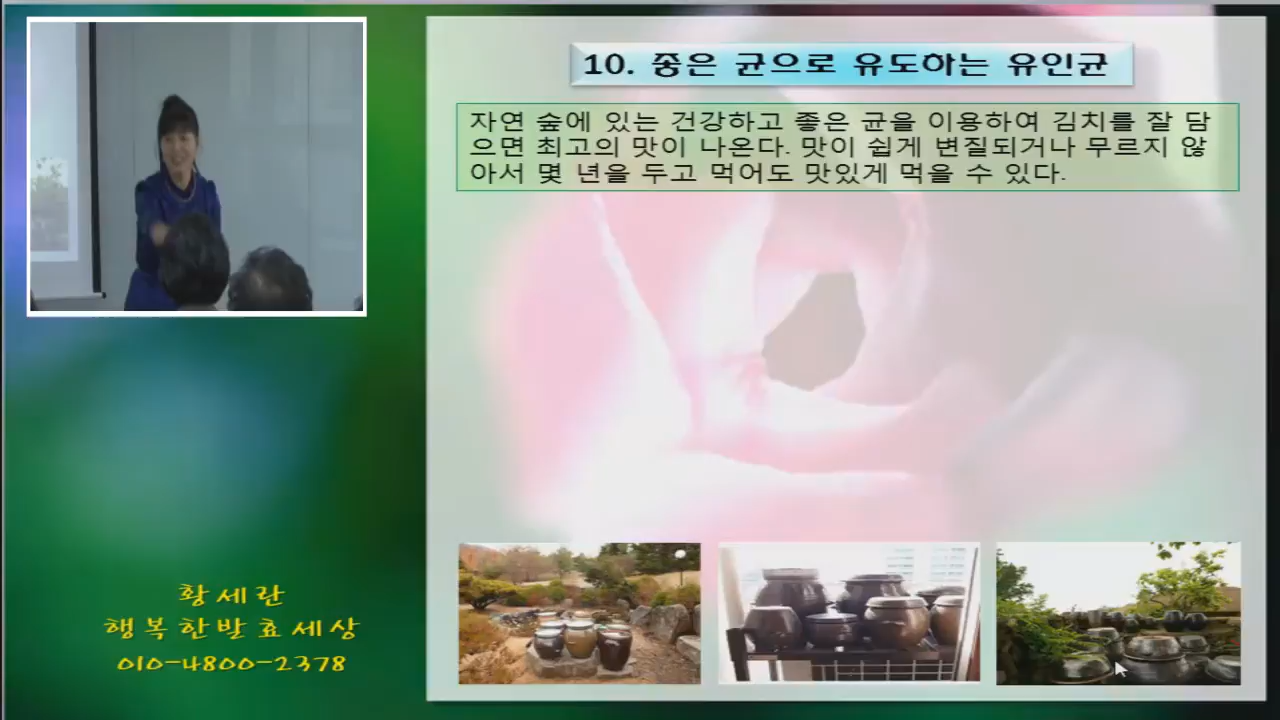 10. 좋은 균으로 유도하는 유인균
자연 숲에 있는 건강하고 좋은 균을 이용하여 김치를 잘 담
으면 최고의 맛이 나온다. 맛이 쉽게 변질되거나 무르지 않
아서 몇 년을 두고 먹어도 맛있게 먹을 수 있다.
황세란
행복한발효세상
010-4800-2378